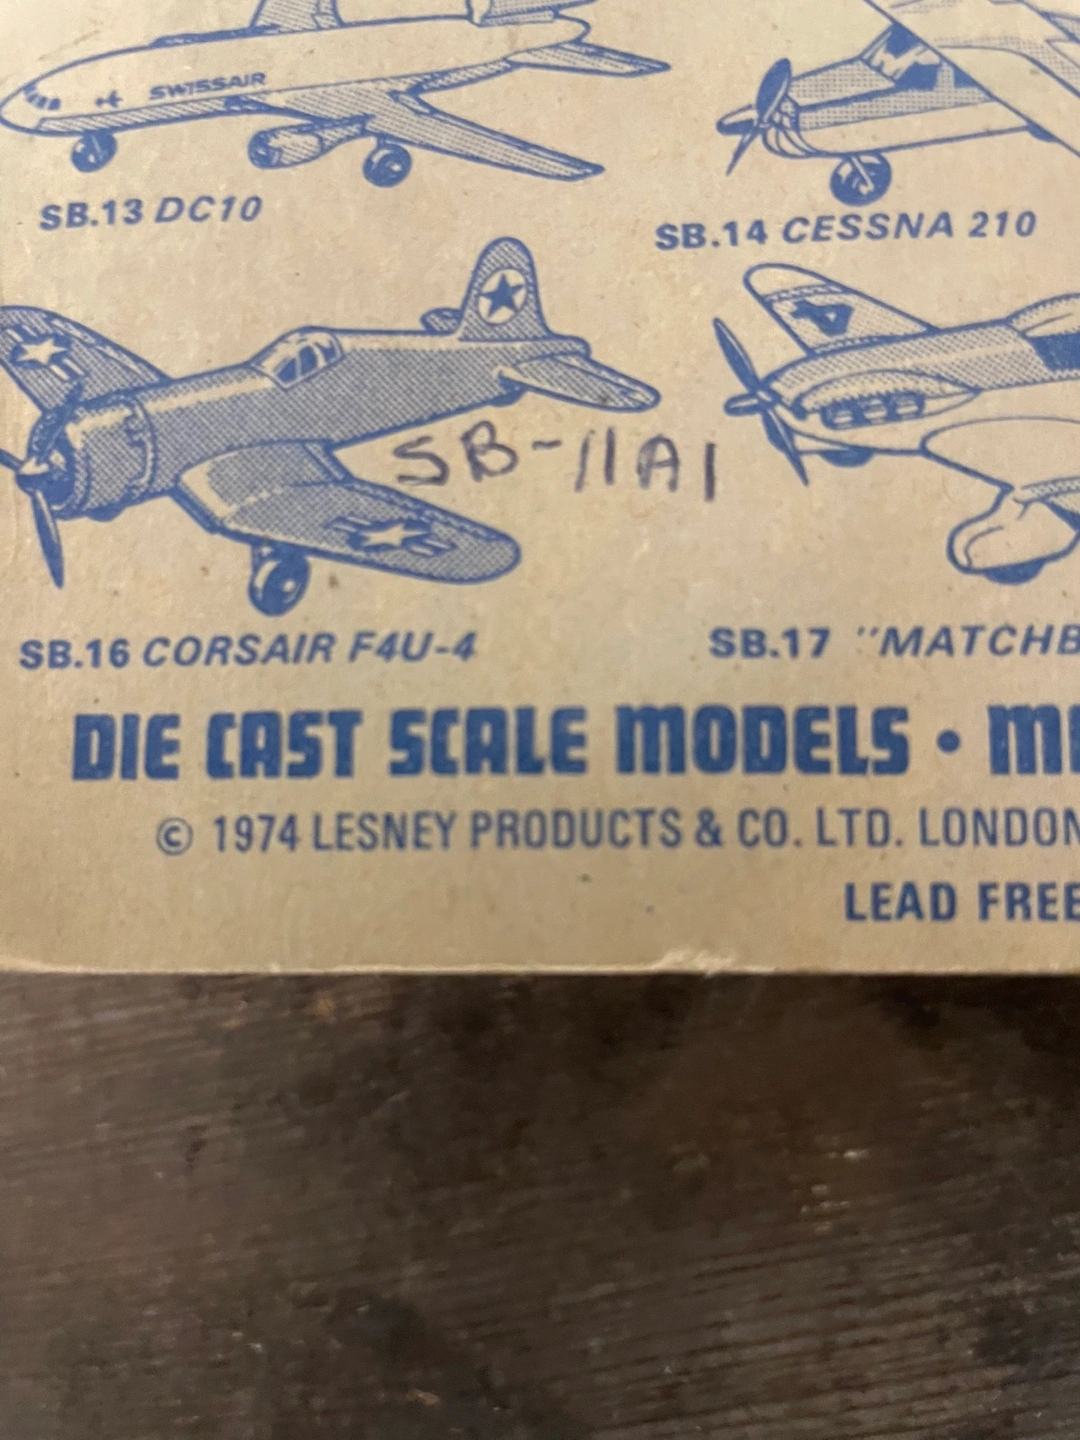 SWISSAIR
SB.13 DC10
SB.14 CESSNA 210
SB-11A1
SB.16 CORSAIR F4U-4
SB.17 "MATCHB
DIE CAST SCALE MODELS •
© 1974 LESNEY PRODUCTS & CO. LTD. LONDON
LEAD FREE